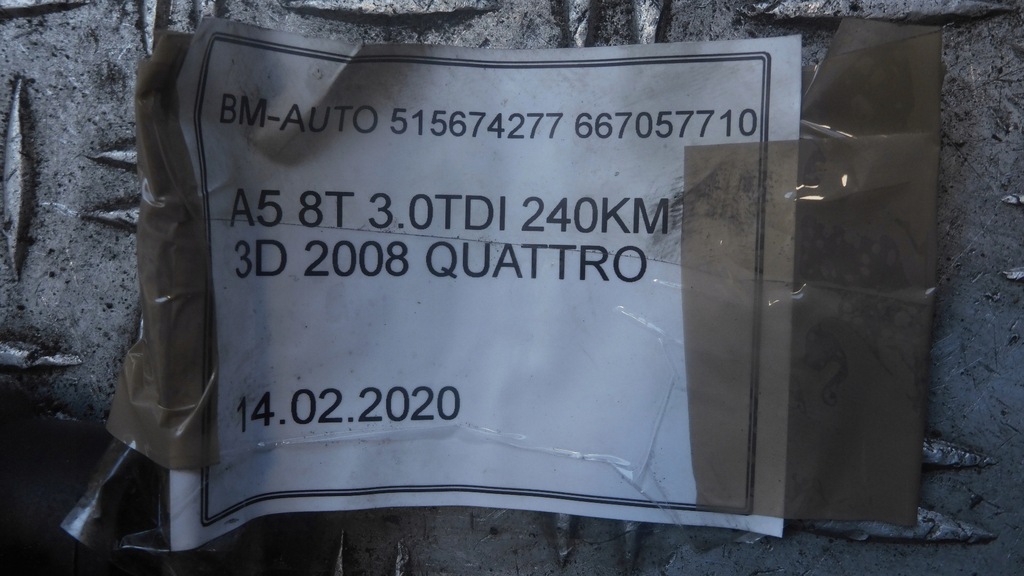 BM-AUTO 515674277 667057710
A5 8T 3.0TDI 240KM
3D 2008 QUATTRO
14.02.2020